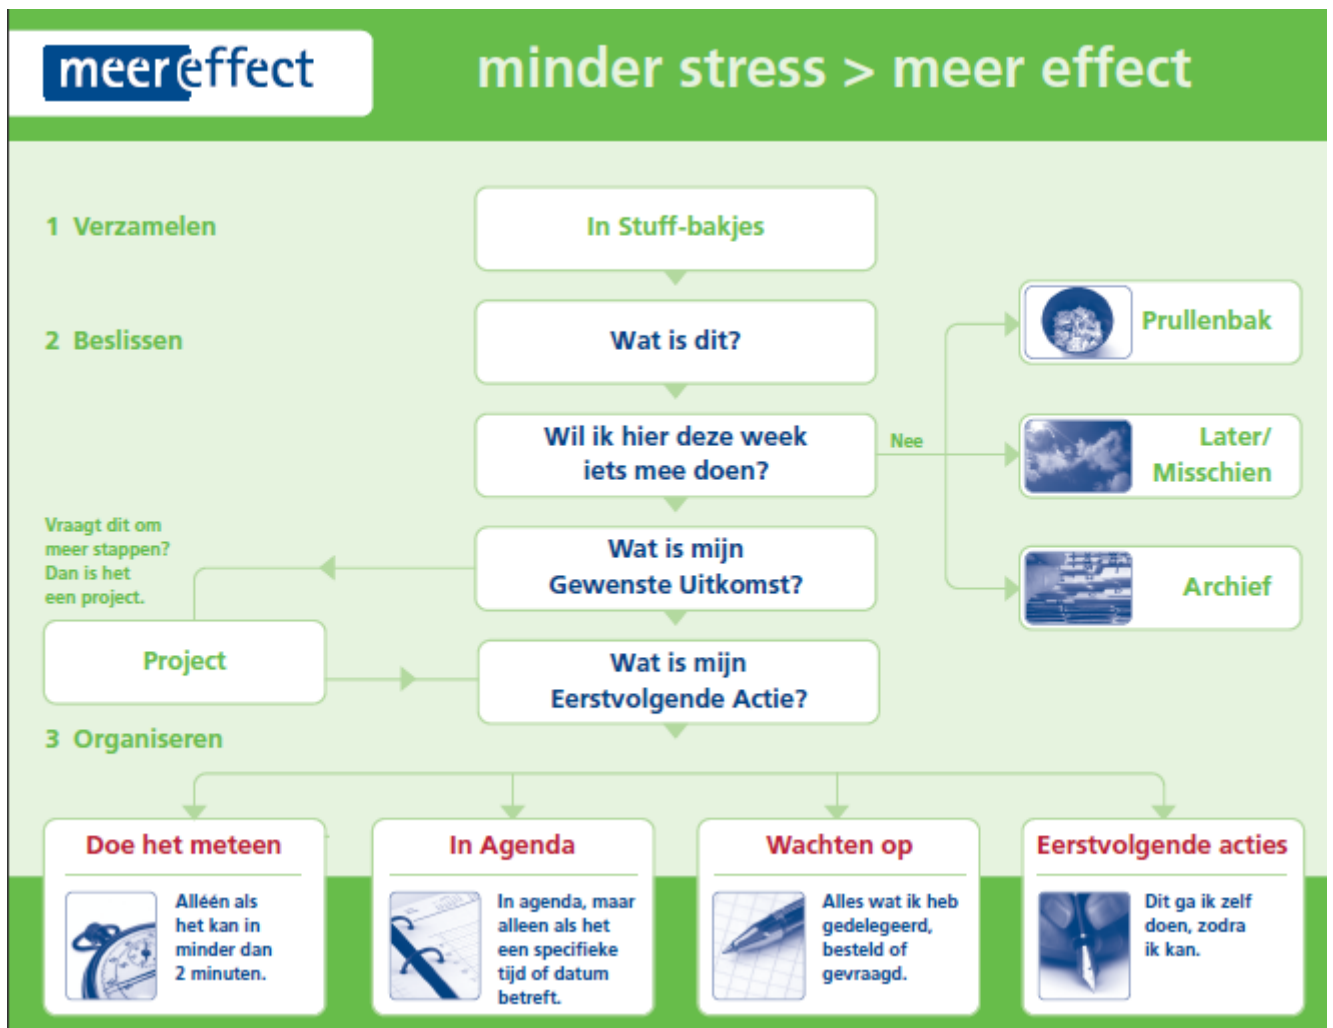 meereffect
minder stress > meer effect
1 Verzamelen
In Stuff-bakjes
2 Beslissen
Wat is dit?
Prullenbak
Wil ik hier deze week
iets mee doen?
Nee
Later/
Misschien
Vraagt dit om
meer stappen?
Dan is het
een project.
Wat is mijn
Gewenste Uitkomst?
Archief
Project
Wat is mijn
Eerstvolgende Actie?
3 Organiseren
Doe het meteen
Alléén als
het kan in
minder dan
2 minuten.
In Agenda
In agenda, maar
alleen als het
een specifieke
tijd of datum
betreft.
Wachten op
Alles wat ik heb
gedelegeerd,
besteld of
gevraagd.
Eerstvolgende acties
Dit ga ik zelf
doen, zodra
ik kan.